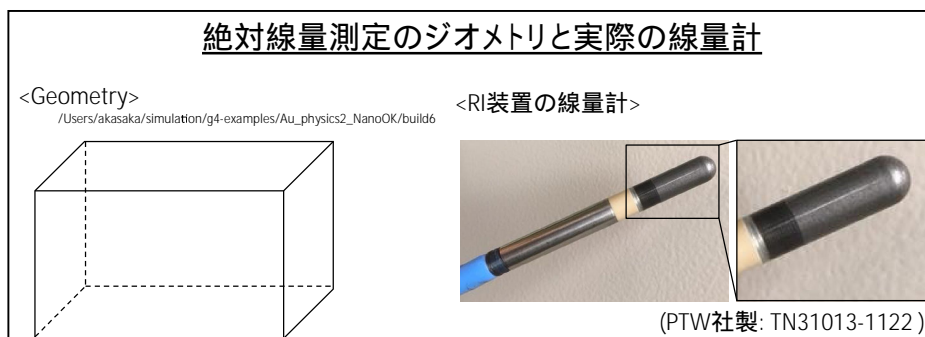 絶対線量測定のジオメトリと実際の線量計
<Geometry>
/Users/akasaka/simulation/g4-examples/Au_physics2_NanoOK/build6
<RI装置の線量計>
(PTW社製: TN31013-1122 )